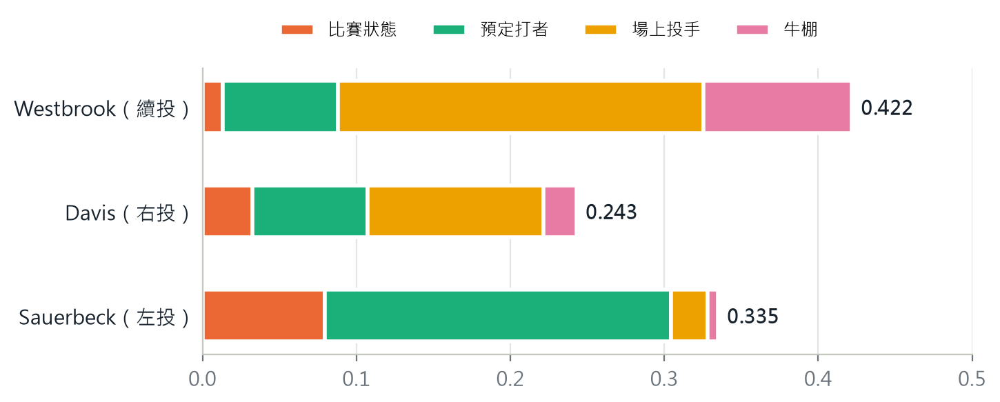 比賽狀態 預定打者 場上投手 牛棚
Westbrook（續投） 0.422
Davis（右投） 0.243
Sauerbeck（左投） 0.335
0.0 0.1 0.2 0.3 0.4 0.5